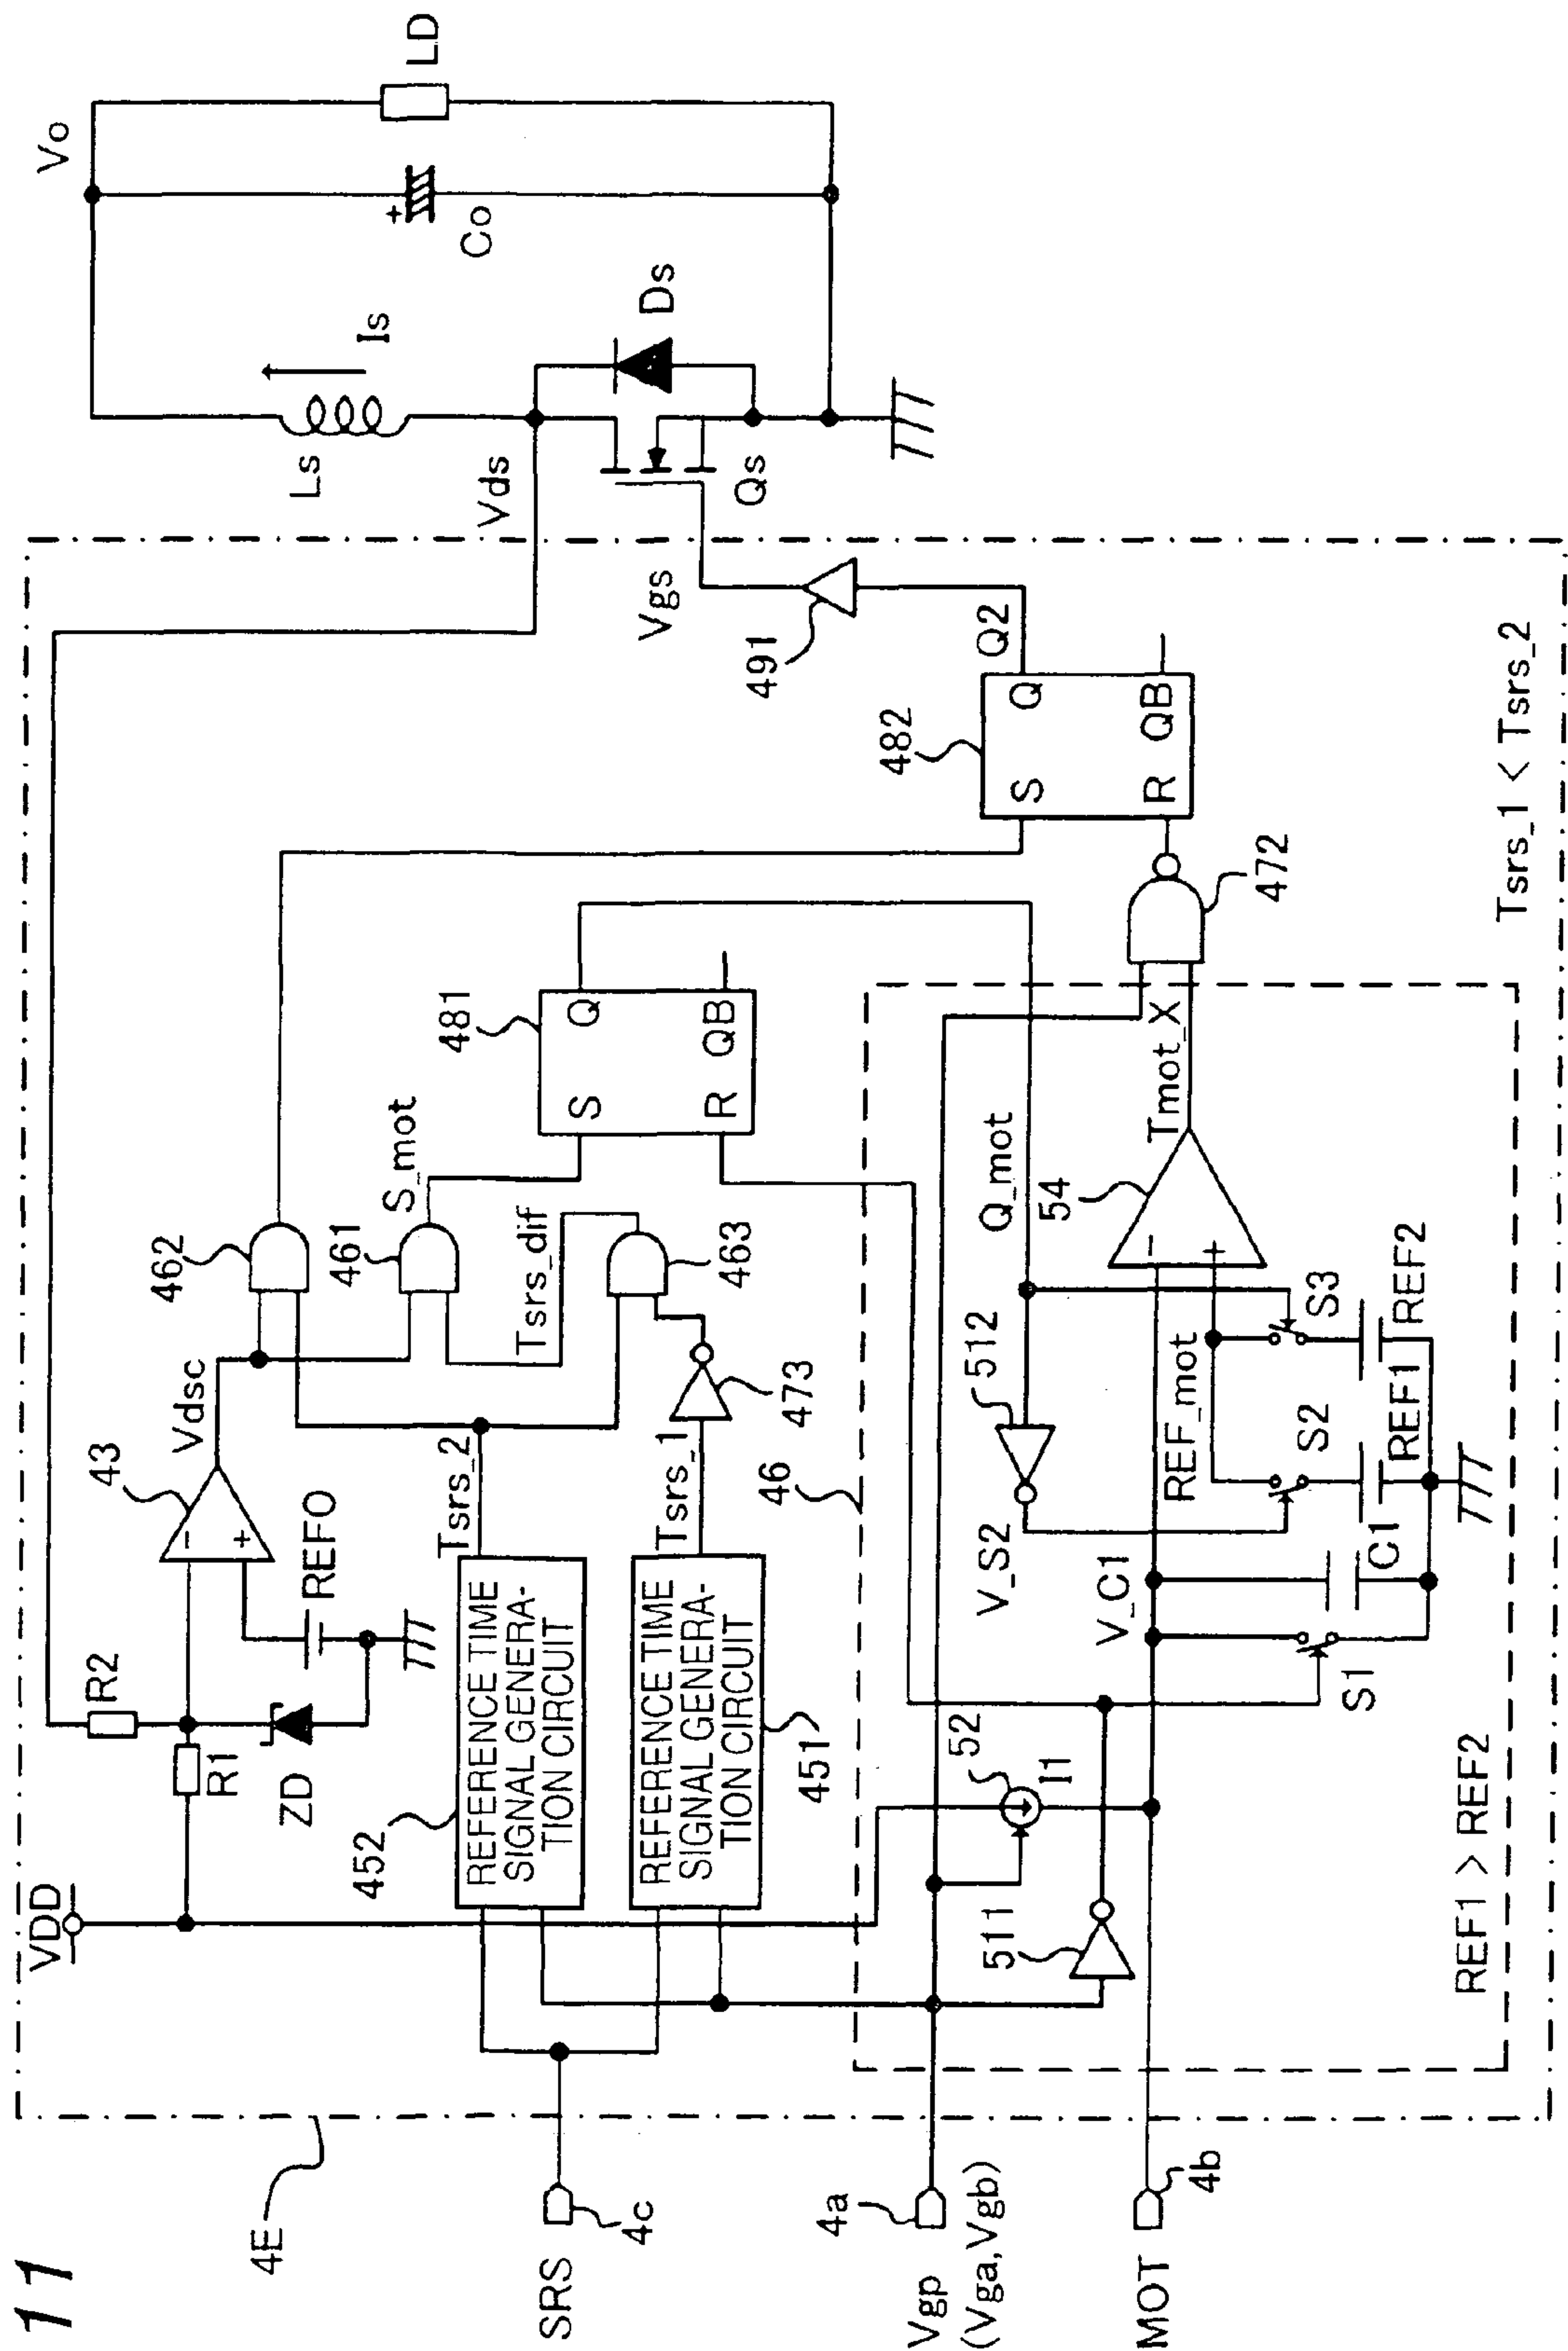 11
4E
VDD
R1
R2
ZD
REF0
43
-
+
Vdsc
462
461
S_mot
Tsrs_dif
463
473
452
REFERENCE TIME
SIGNAL GENERA-
TION CIRCUIT
Tsrs_2
REFERENCE TIME
SIGNAL GENERA-
TION CIRCUIT
451
Tsrs_1
481
S
R
Q
QB
482
S
R
Q
QB
Q2
491
Vgs
Vds
Qs
Ds
Ls
Is
Vo
+
Co
LD
SRS
4c
Vgp
(Vga,Vgb)
4a
MOT
4b
46
511
52
I1
S1
C1
V_C1
V_S2
512
Q_mot
REF_mot
S2
REF1
S3
REF2
54
-
+
Tmot_X
472
REF1 > REF2
Tsrs_1 < Tsrs_2